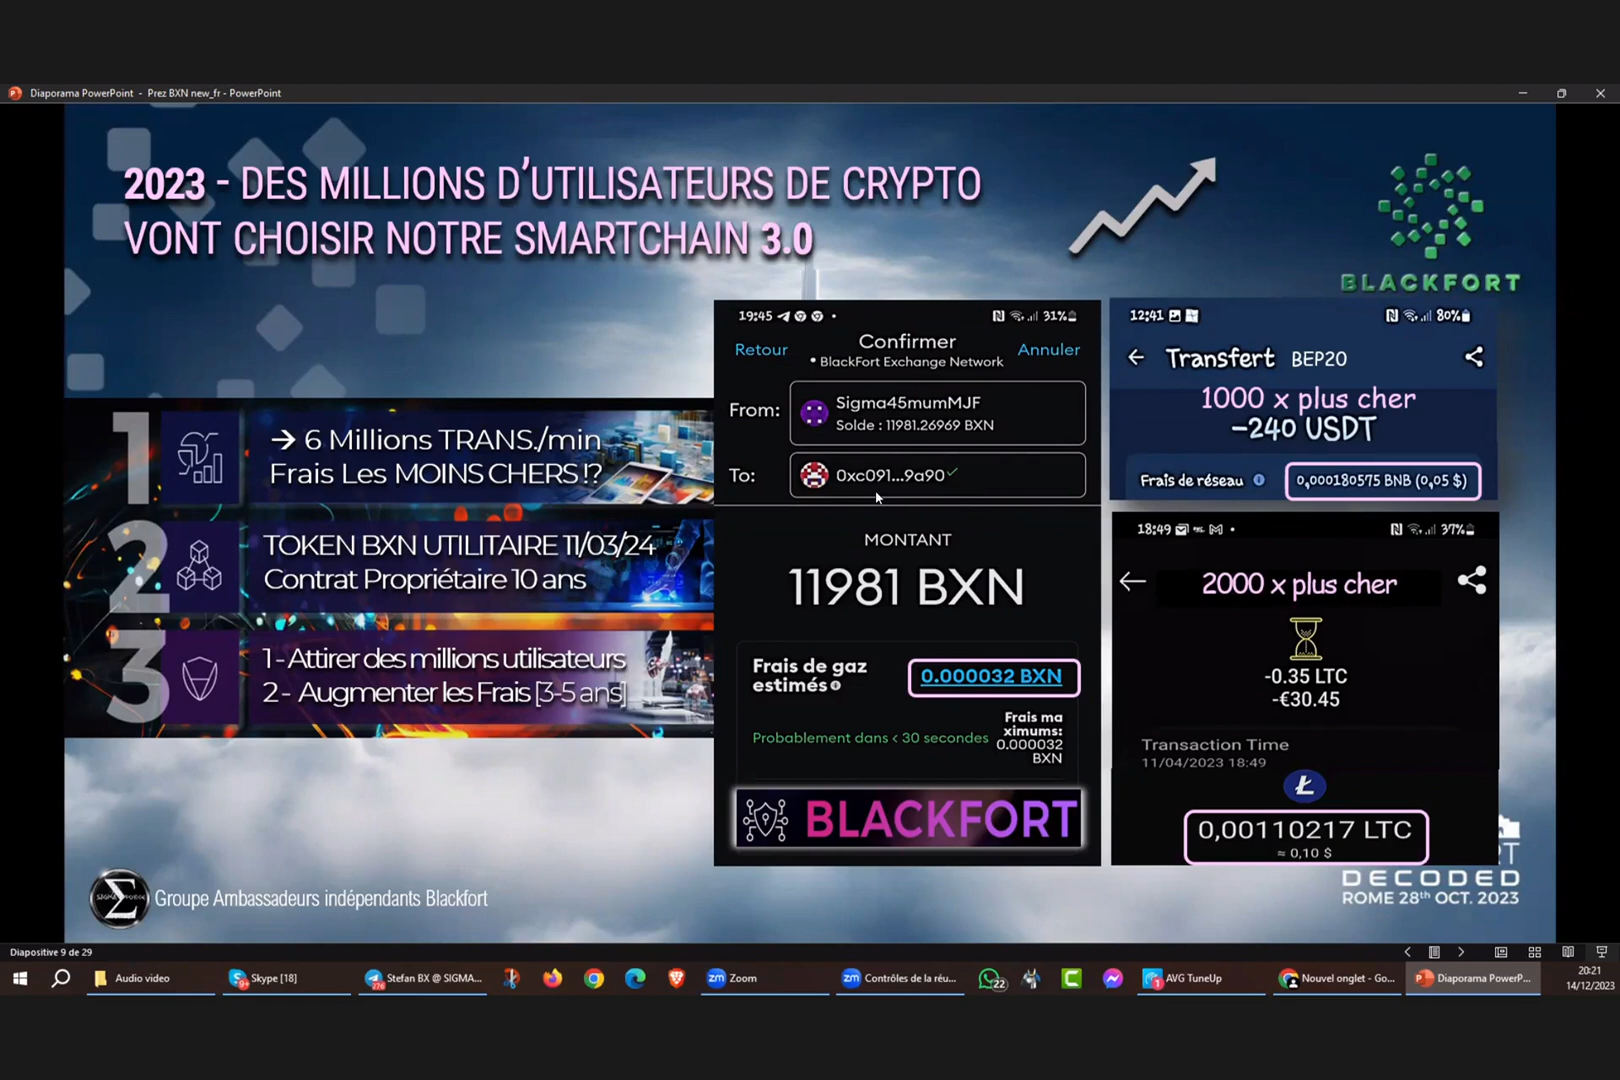 Diaporama PowerPoint - Prez BXN new_fr - PowerPoint
2023 - DES MILLIONS D'UTILISATEURS DE CRYPTO
VONT CHOISIR NOTRE SMARTCHAIN 3.0
BLACKFORT
1
→ 6 Millions TRANS./min
Frais Les MOINS CHERS !?
2
TOKEN BXN UTILITAIRE 11/03/24
Contrat Propriétaire 10 ans
3
1 - Attirer des millions utilisateurs
2 - Augmenter les Frais [3-5 ans]
19:45
31%
Retour
Confirmer
Annuler
• BlackFort Exchange Network
From:
Sigma45mumMJF
Solde : 11981.26969 BXN
To:
0xc091...9a90
MONTANT
11981 BXN
Frais de gaz
estimés
0.000032 BXN
Probablement dans < 30 secondes
Frais ma
ximums:
0.000032
BXN
BLACKFORT
12:41
80%
Transfert BEP20
1000 x plus cher
-240 USDT
Frais de réseau
0,000180575 BNB (0,05 $)
18:49
37%
2000 x plus cher
-0.35 LTC
-€30.45
Transaction Time
11/04/2023 18:49
0,00110217 LTC
≈ 0,10 $
RT
DECODED
ROME 28th OCT. 2023
Groupe Ambassadeurs indépendants Blackfort
Diapositive 9 de 29
Audio video
Skype [18]
Stefan BX @ SIGMA...
Zoom
Contrôles de la réu...
22
AVG TuneUp
Nouvel onglet - Go...
Diaporama PowerP...
20:21
14/12/2023